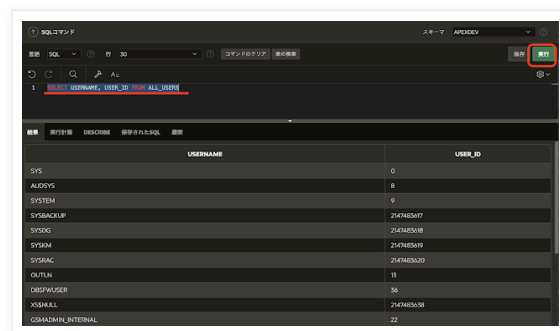 SQLコマンド スキーマ APEXDEV
言語 SQL 行 30 コマンドのクリア 表の検索 保存 実行
A::
1 SELECT USERNAME, USER_ID FROM ALL_USERS
結果 実行計画 DESCRIBE 保存されたSQL 履歴
USERNAME USER_ID
SYS 0
AUDSYS 8
SYSTEM 9
SYSBACKUP 2147483617
SYSDG 2147483618
SYSKM 2147483619
SYSRAC 2147483620
OUTLN 13
DBSFWUSER 36
XS$NULL 2147483638
GSMADMIN_INTERNAL 22